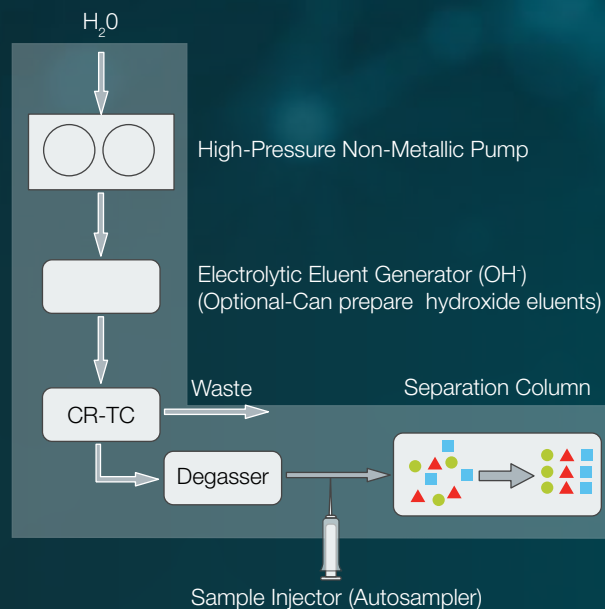 H₂0
High-Pressure Non-Metallic Pump
Electrolytic Eluent Generator (OH⁻)
(Optional-Can prepare hydroxide eluents)
Waste
Separation Column
CR-TC
Degasser
Sample Injector (Autosampler)